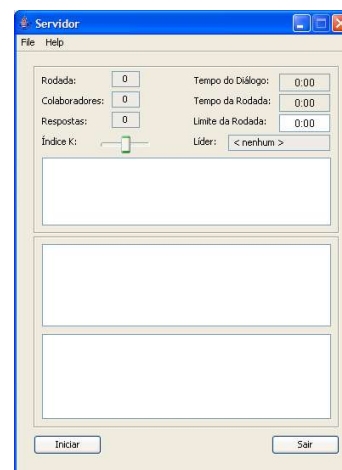 Servidor
File Help
Rodada: 0 Tempo do Diálogo: 0:00
Colaboradores: 0 Tempo da Rodada: 0:00
Respostas: 0 Limite da Rodada: 0:00
Índice K: Líder: < nenhum >
Iniciar Sair